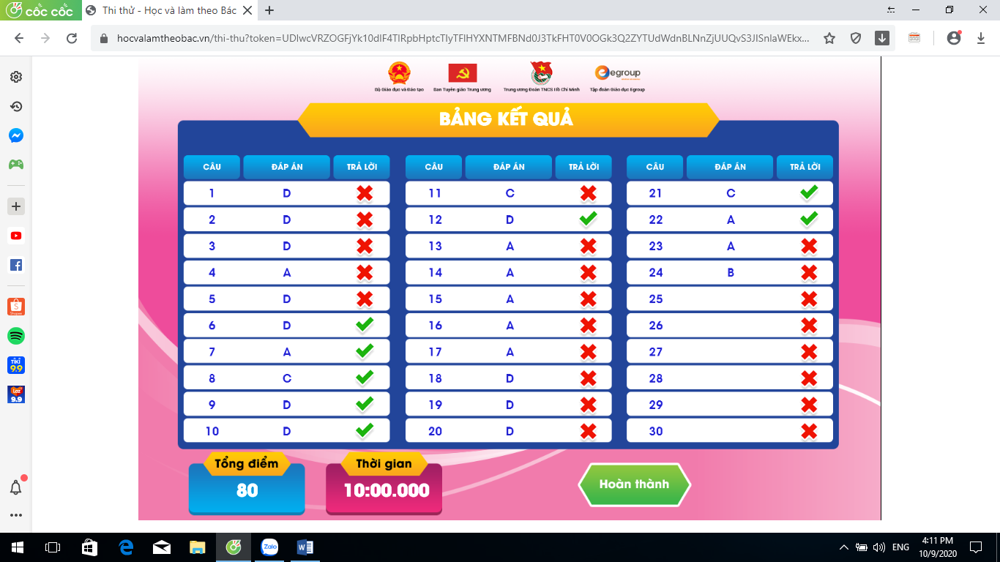 cốc cốc
Thi thử - Học và làm theo Bác
hocvalamtheobac.vn/thi-thu?token=
egroup
Bộ Giáo dục và Đào tạo
Ban Tuyên giáo Trung ương
Trung ương Đoàn TNCS Hồ Chí Minh
Tập đoàn Giáo dục Egroup
BẢNG KẾT QUẢ
CÂU ĐÁP ÁN TRẢ LỜI CÂU ĐÁP ÁN TRẢ LỜI CÂU ĐÁP ÁN TRẢ LỜI
1 D 11 C 21 C
2 D 12 D 22 A
3 D 13 A 23 A
4 A 14 A 24 B
5 D 15 A 25
6 D 16 A 26
7 A 17 A 27
8 C 18 D 28
9 D 19 D 29
10 D 20 D 30
Tổng điểm
80
Thời gian
10:00.000
Hoàn thành
TIKI
9.9
9.9
Zalo
ENG
4:11 PM
10/9/2020